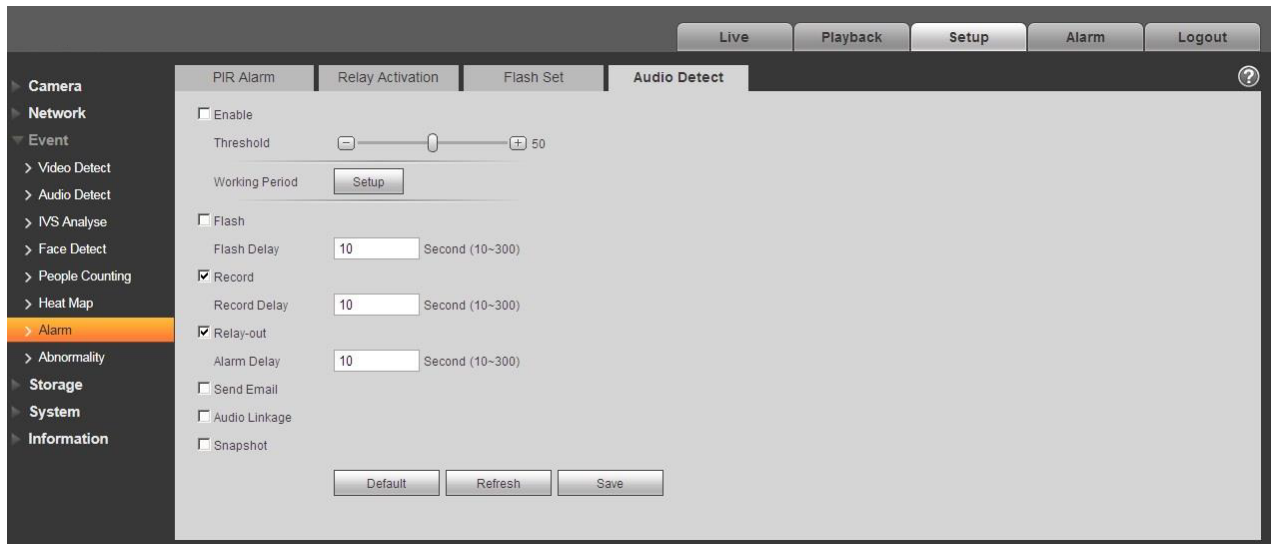 Live Playback Setup Alarm Logout
Camera
Network
Event
Video Detect
Audio Detect
IVS Analyse
Face Detect
People Counting
Heat Map
Alarm
Abnormality
Storage
System
Information
PIR Alarm Relay Activation Flash Set Audio Detect ?
Enable
Threshold 50
Working Period Setup
Flash
Flash Delay 10 Second (10~300)
Record
Record Delay 10 Second (10~300)
Relay-out
Alarm Delay 10 Second (10~300)
Send Email
Audio Linkage
Snapshot
Default Refresh Save